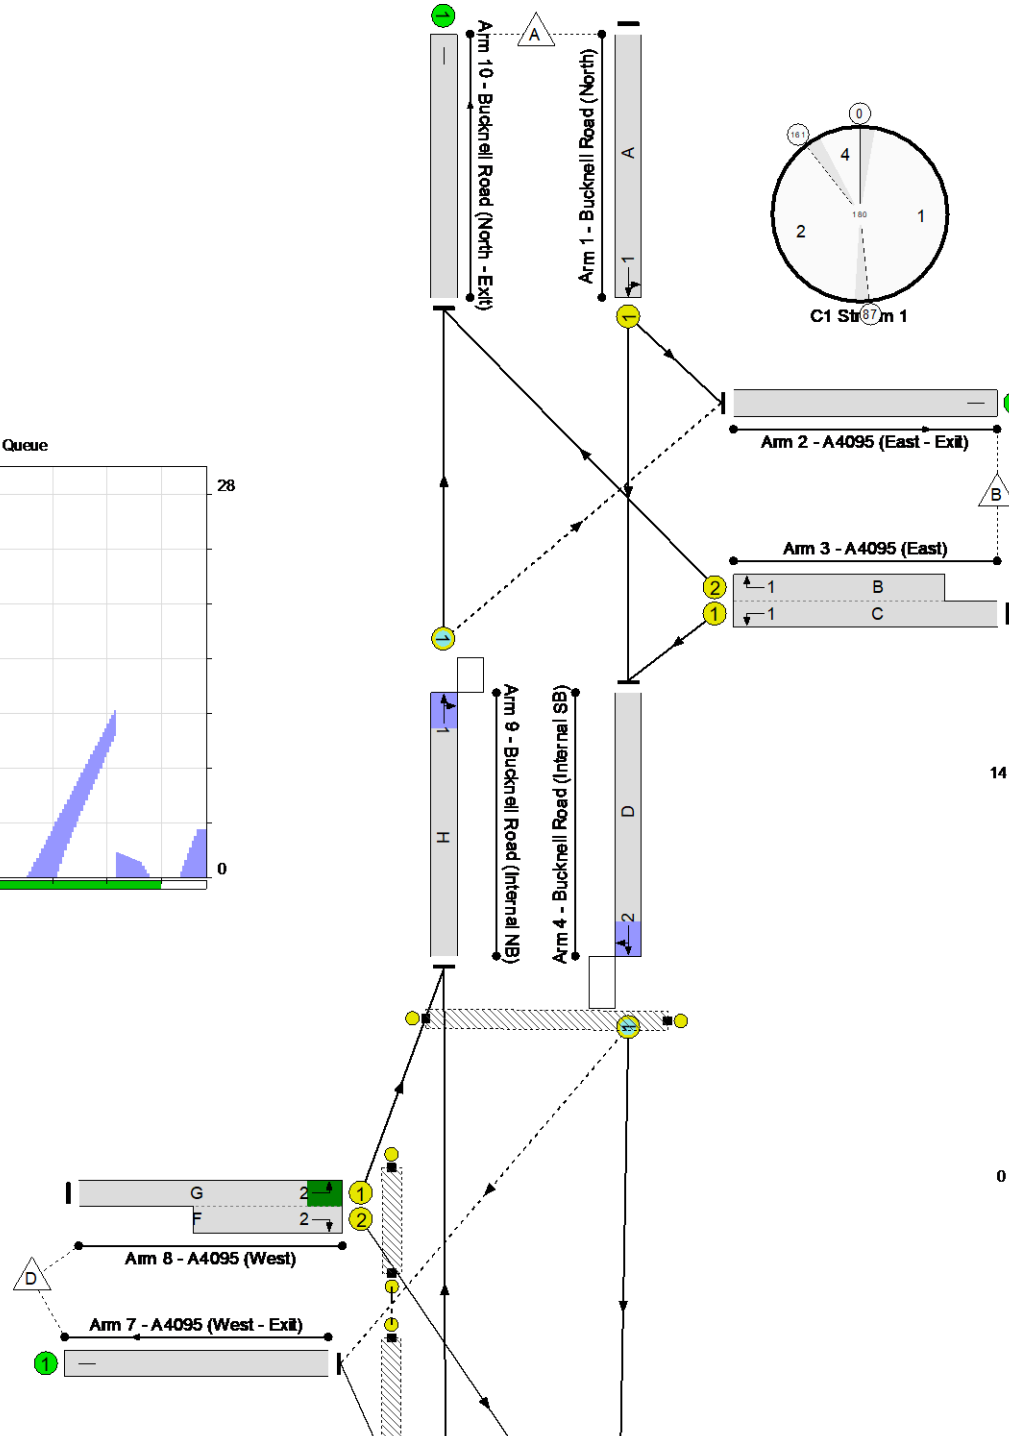 1
A
Arm 10 - Bucknell Road (North - Exit)
Arm 1 - Bucknell Road (North)
A
1
1
0
161
4
180
1
2
87
C1 Stream 1
Arm 2 - A4095 (East - Exit)
B
Queue
28
0
Arm 3 - A4095 (East)
2
1
B
1
1
C
1
1
H
Arm 9 - Bucknell Road (Internal NB)
Arm 4 - Bucknell Road (Internal SB)
D
2
14
1
0
G
2
1
F
2
2
Arm 8 - A4095 (West)
D
Arm 7 - A4095 (West - Exit)
1